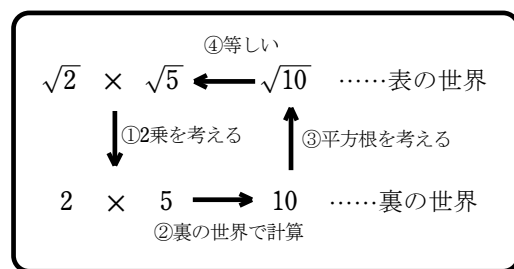 ④等しい
√2 × √5 √10 ……表の世界
①2乗を考える ③平方根を考える
2 × 5 10 ……裏の世界
②裏の世界で計算